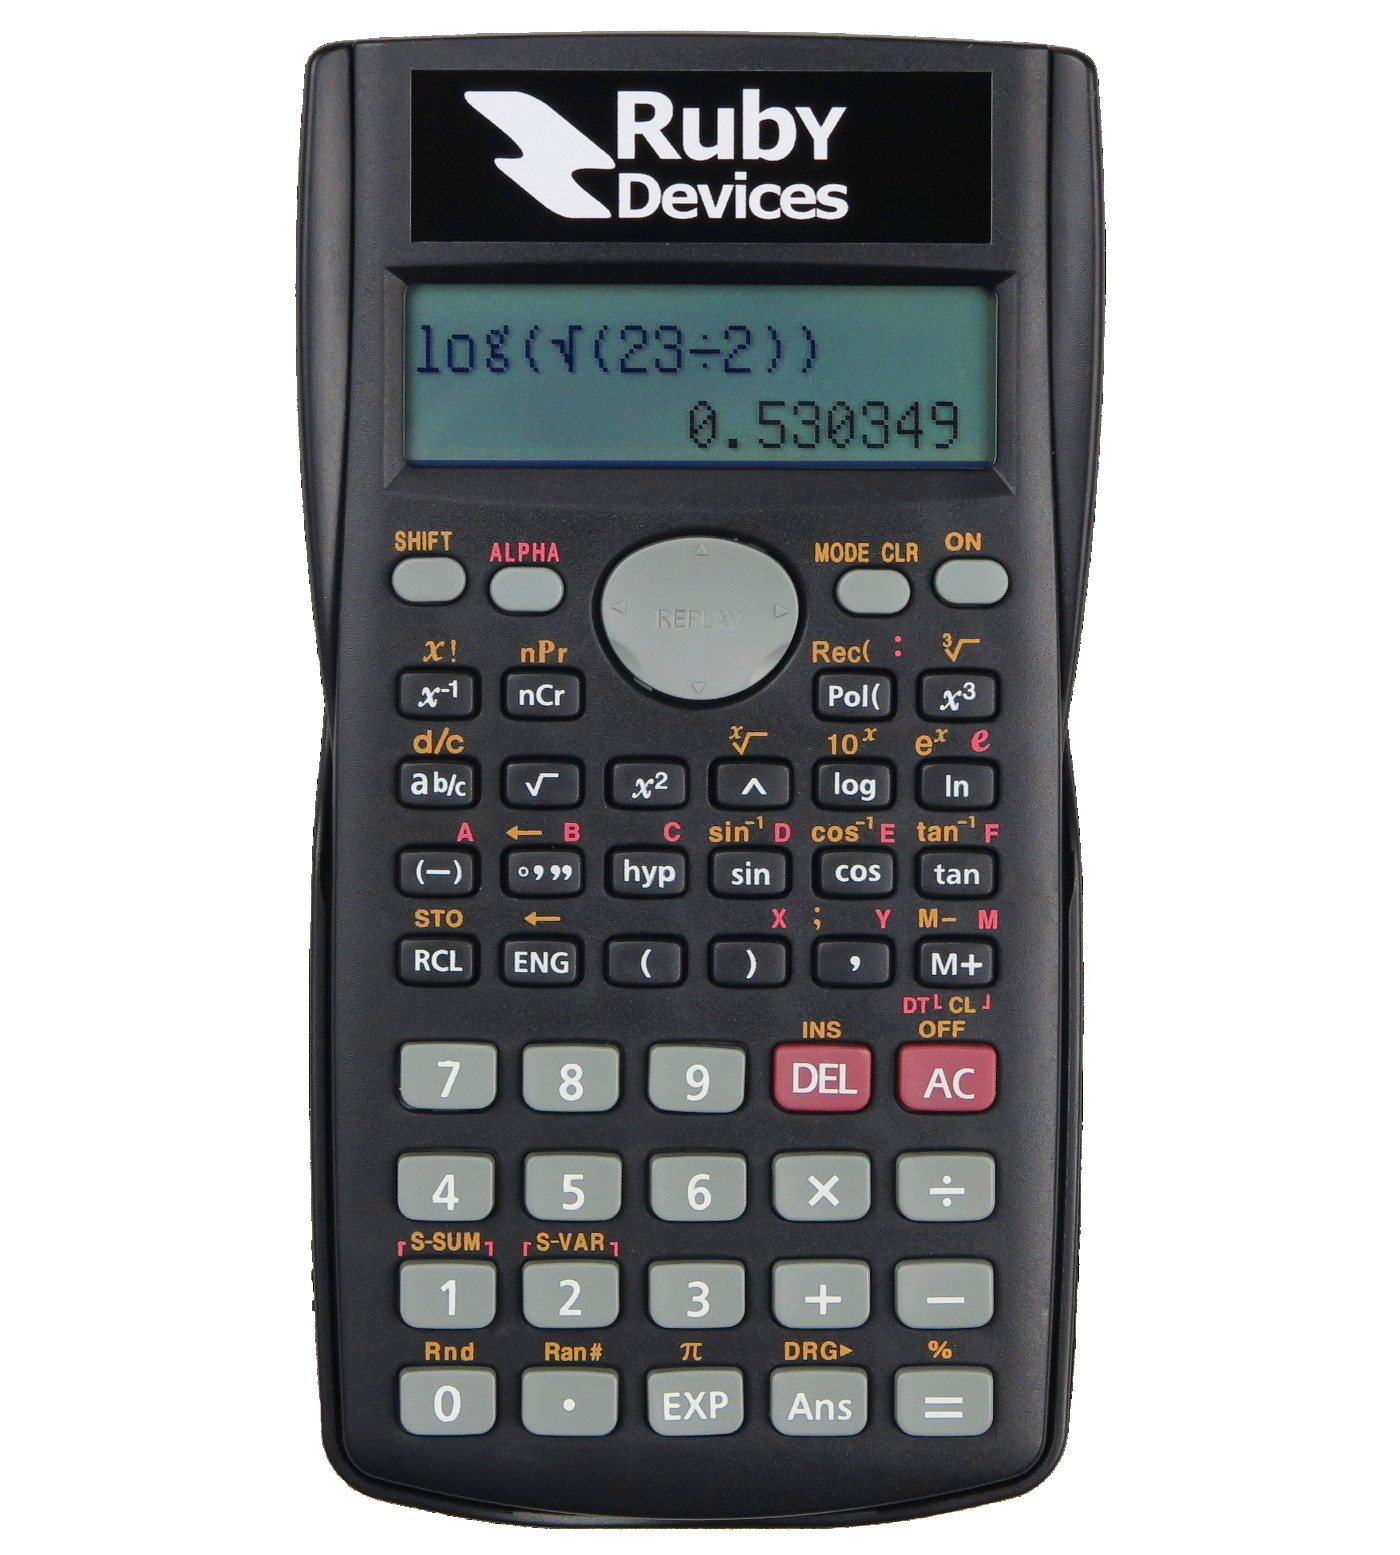 Ruby
Devices
log(√(23÷2))
0.530349
SHIFT ALPHA MODE CLR ON
REPLAY
x! nPr Rec( : ³√
x⁻¹ nCr Pol( x³
d/c ˣ√ 10ˣ eˣ e
ab/c √ x² ^ log ln
A ← B C sin⁻¹ D cos⁻¹ E tan⁻¹ F
(—) °,,, hyp sin cos tan
STO ← X ; Y M– M
RCL ENG ( ) , M+
DT CL
INS OFF
7 8 9 DEL AC
4 5 6 × ÷
S-SUM S-VAR
1 2 3 + −
Rnd Ran# π DRG▸ %
0 . EXP Ans =